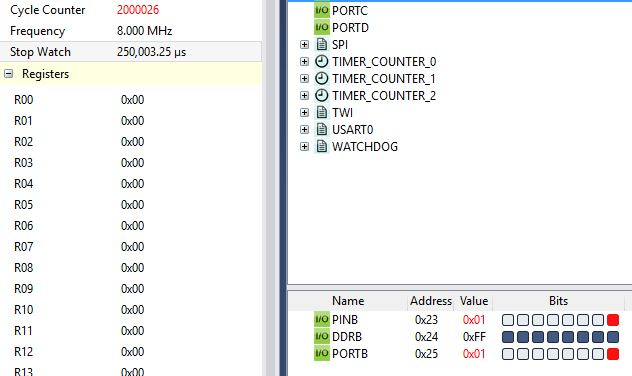 Cycle Counter 2000026
Frequency 8.000 MHz
Stop Watch 250,003.25 µs
Registers
R00 0x00
R01 0x00
R02 0x00
R03 0x00
R04 0x00
R05 0x00
R06 0x00
R07 0x00
R08 0x00
R09 0x00
R10 0x00
R11 0x00
R12 0x00
R13 0x00
I/O PORTC
I/O PORTD
SPI
TIMER_COUNTER_0
TIMER_COUNTER_1
TIMER_COUNTER_2
TWI
USART0
WATCHDOG
Name Address Value Bits
I/O PINB 0x23 0x01
I/O DDRB 0x24 0xFF
I/O PORTB 0x25 0x01